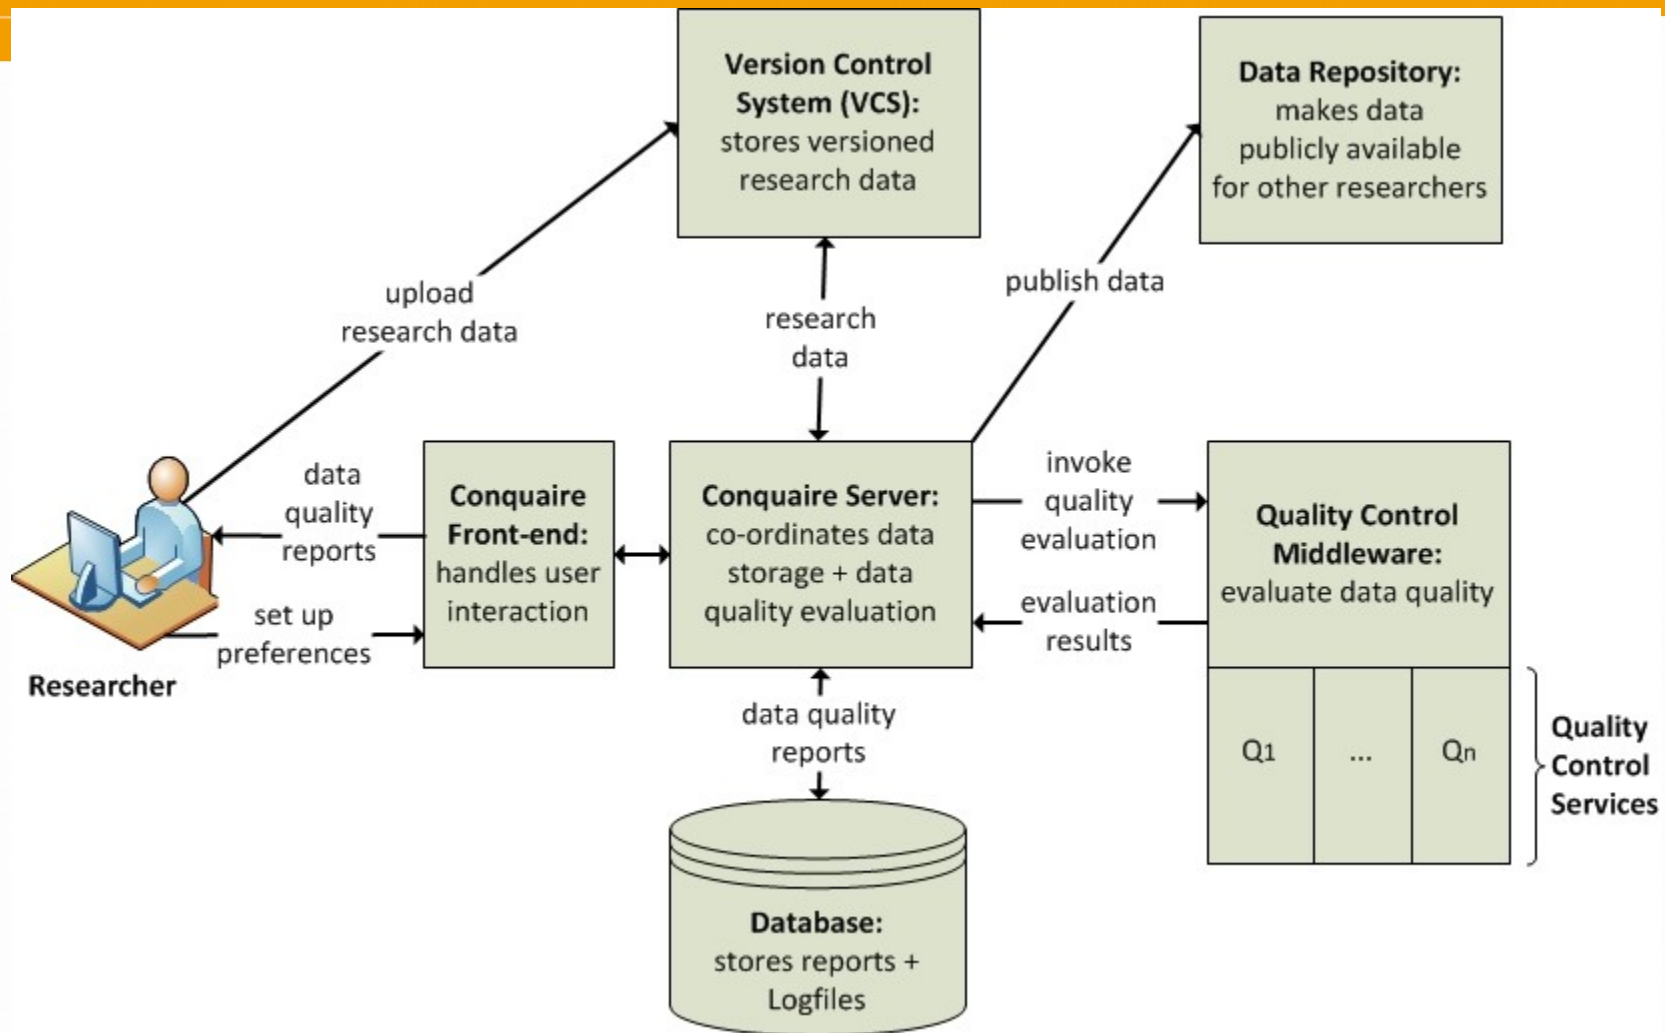 Version Control
System (VCS):
stores versioned
research data
Data Repository:
makes data
publicly available
for other researchers
upload
research data
research
data
publish data
data
quality
reports
set up
preferences
Researcher
Conquaire
Front-end:
handles user
interaction
Conquaire Server:
co-ordinates data
storage + data
quality evaluation
invoke
quality
evaluation
evaluation
results
Quality Control
Middleware:
evaluate data quality
Q1
...
Qn
Quality
Control
Services
data quality
reports
Database:
stores reports +
Logfiles